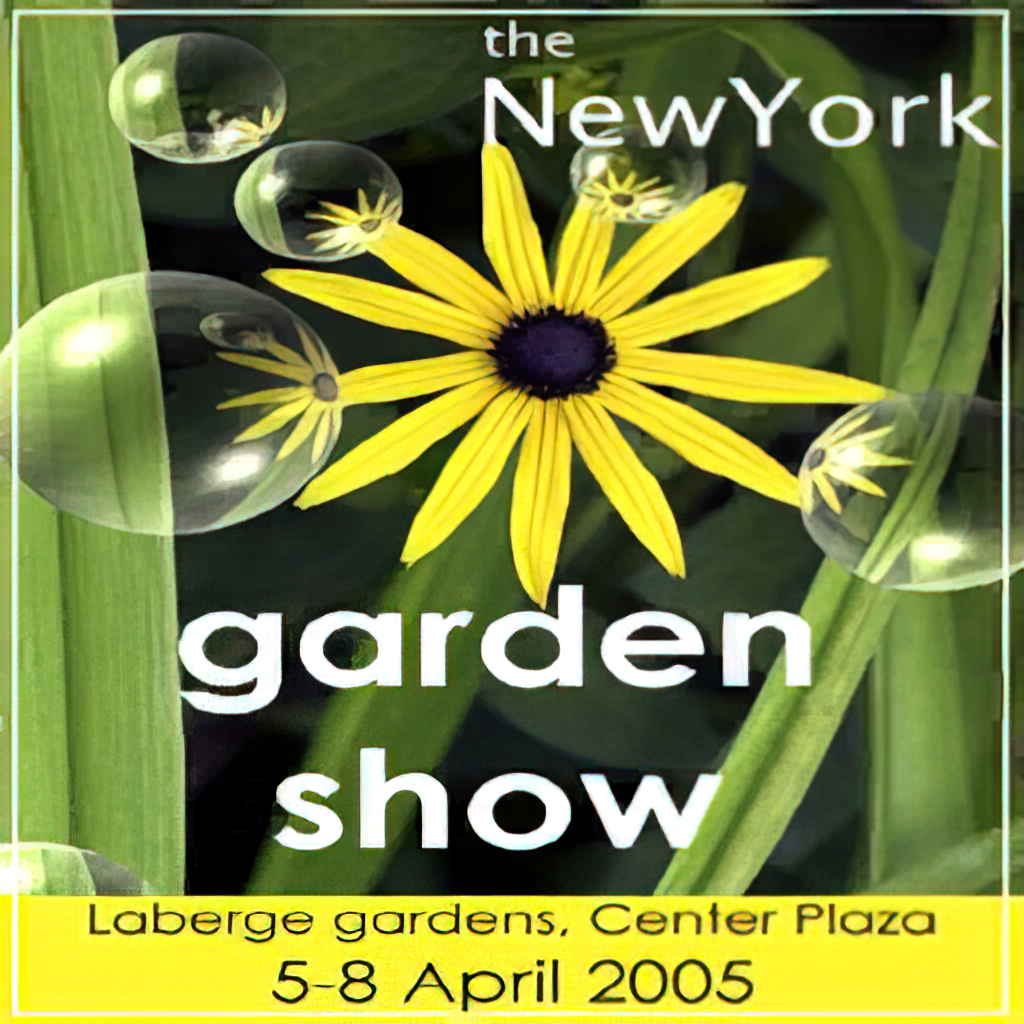 the
NewYork
garden
show
Laberge gardens, Center Plaza
5-8 April 2005